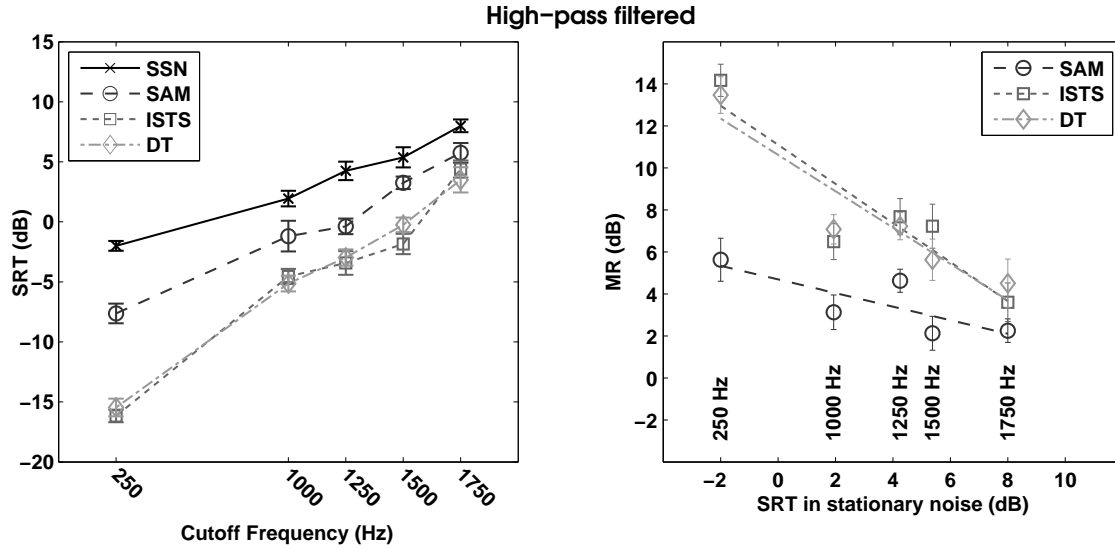 High-pass filtered
15
10
5
0
−5
−10
−15
−20
SRT (dB)
SSN
SAM
ISTS
DT
250
1000
1250
1500
1750
Cutoff Frequency (Hz)
14
12
10
8
6
4
2
0
−2
MR (dB)
SAM
ISTS
DT
250 Hz
1000 Hz
1250 Hz
1500 Hz
1750 Hz
−2 0 2 4 6 8 10
SRT in stationary noise (dB)